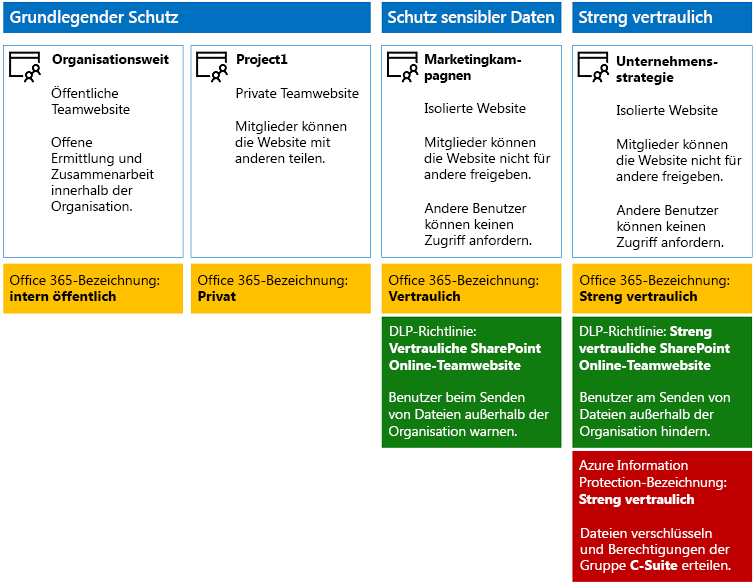 Grundlegender Schutz
Schutz sensibler Daten
Streng vertraulich
Organisationsweit
Öffentliche
Teamwebsite
Offene
Ermittlung und
Zusammenarbeit
innerhalb der
Organisation.
Project1
Private Teamwebsite
Mitglieder können
die Website mit
anderen teilen.
Marketingkam-
pagnen
Isolierte Website
Mitglieder können
die Website nicht für
andere freigeben.
Andere Benutzer
können keinen
Zugriff anfordern.
Unternehmens-
strategie
Isolierte Website
Mitglieder können
die Website nicht für
andere freigeben.
Andere Benutzer
können keinen
Zugriff anfordern.
Office 365-Bezeichnung:
intern öffentlich
Office 365-Bezeichnung:
Privat
Office 365-Bezeichnung:
Vertraulich
Office 365-Bezeichnung:
Streng vertraulich
DLP-Richtlinie:
Vertrauliche SharePoint
Online-Teamwebsite
Benutzer beim Senden
von Dateien außerhalb der
Organisation warnen.
DLP-Richtlinie: Streng
vertrauliche SharePoint
Online-Teamwebsite
Benutzer am Senden von
Dateien außerhalb der
Organisation hindern.
Azure Information
Protection-Bezeichnung:
Streng vertraulich
Dateien verschlüsseln
und Berechtigungen der
Gruppe C-Suite erteilen.